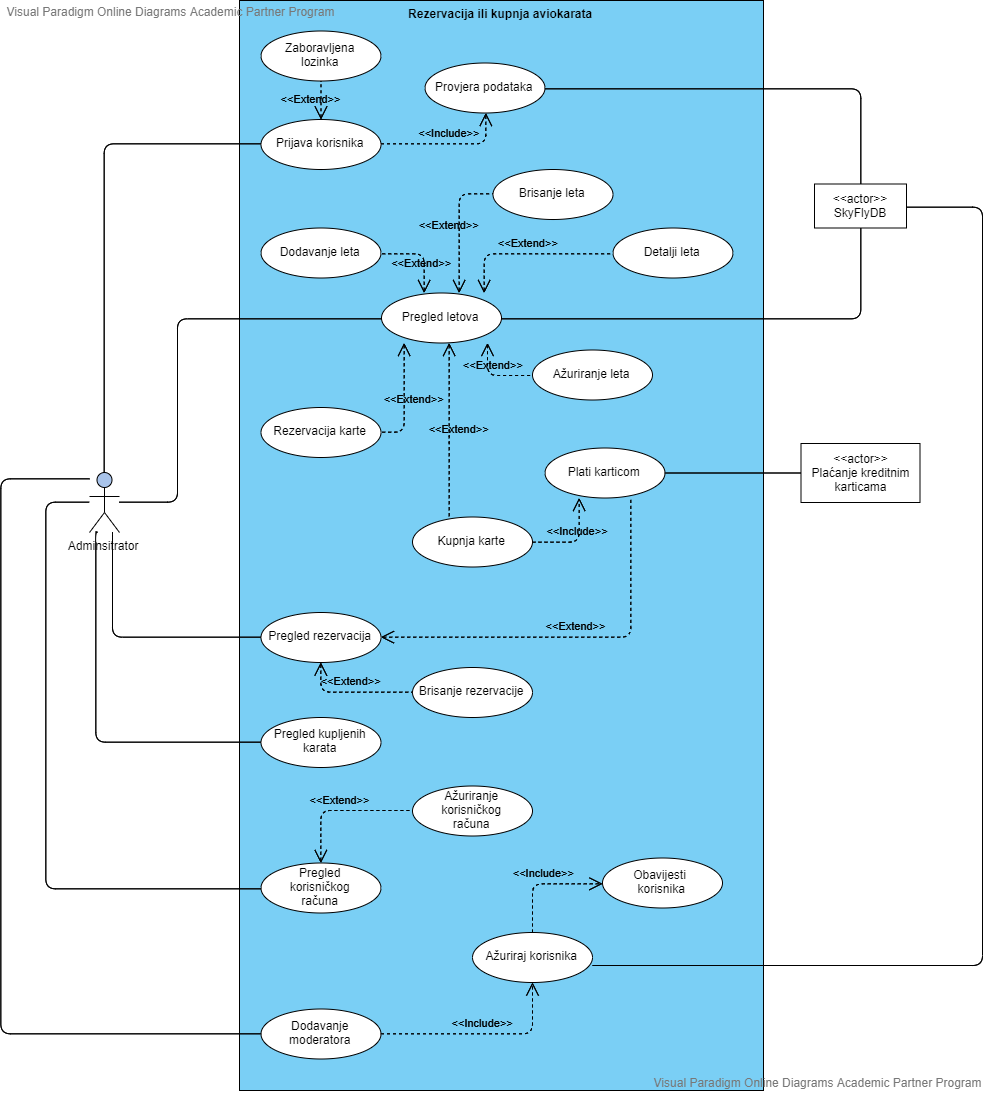 Visual Paradigm Online Diagrams Academic Partner Program
Rezervacija ili kupnja aviokarata
Zaboravljena
lozinka
<<Extend>>
Provjera podataka
<<Include>>
Prijava korisnika
<<actor>>
SkyFlyDB
Brisanje leta
<<Extend>>
Dodavanje leta
<<Extend>>
<<Extend>>
Detalji leta
Pregled letova
<<Extend>>
Ažuriranje leta
<<Extend>>
Rezervacija karte
<<Extend>>
Plati karticom
<<actor>>
Plaćanje kreditnim
karticama
Kupnja karte
<<Include>>
Adminsitrator
<<Extend>>
Pregled rezervacija
<<Extend>>
Brisanje rezervacije
Pregled kupljenih
karata
<<Extend>>
Ažuriranje
korisničkog
računa
Pregled
korisničkog
računa
<<Include>>
Obavijesti
korisnika
Ažuriraj korisnika
<<Include>>
Dodavanje
moderatora
Visual Paradigm Online Diagrams Academic Partner Program